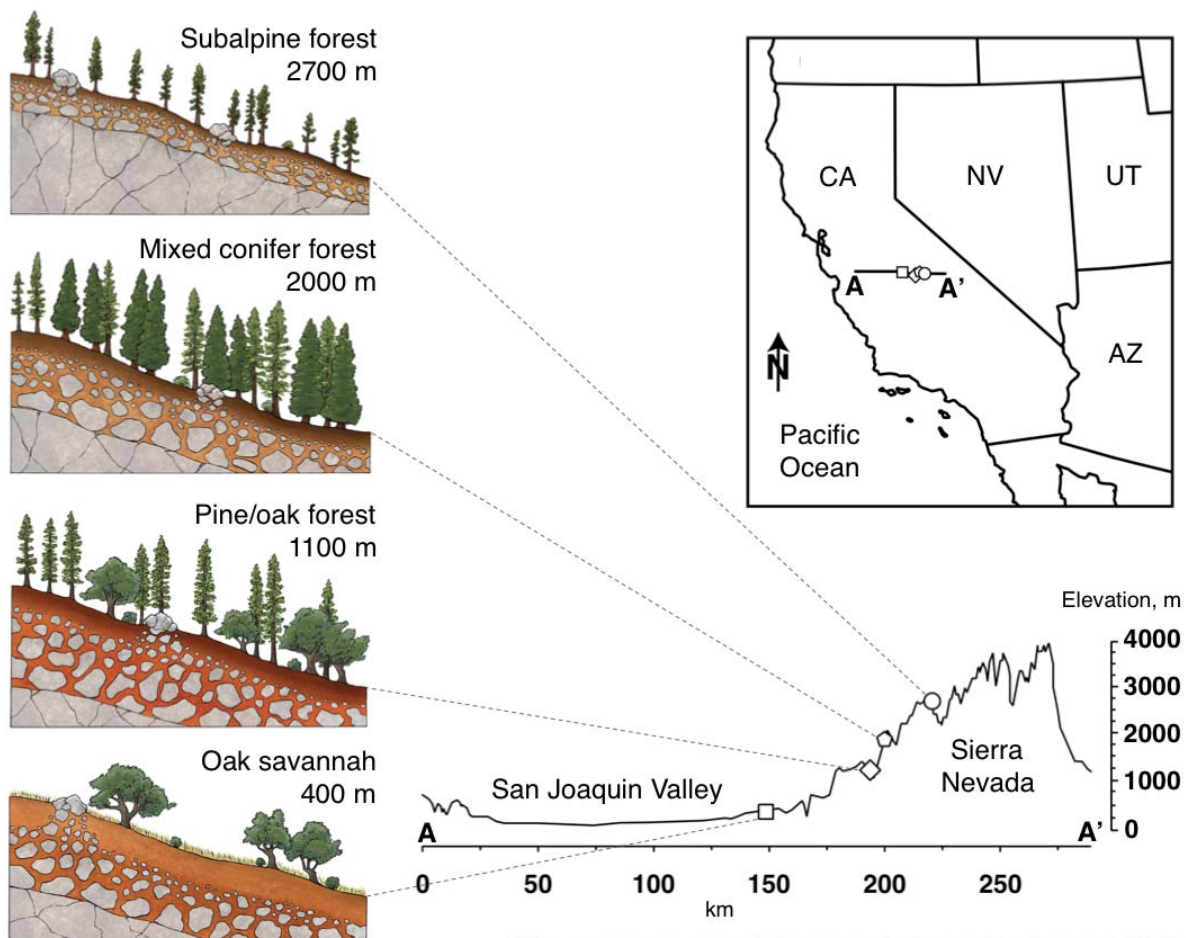 Subalpine forest
2700 m
Mixed conifer forest
2000 m
Pine/oak forest
1100 m
Oak savannah
400 m
CA
NV
UT
A
A'
AZ
N
Pacific
Ocean
Elevation, m
4000
3000
2000
1000
0
San Joaquin Valley
Sierra
Nevada
A
A'
0
50
100
150
200
250
km